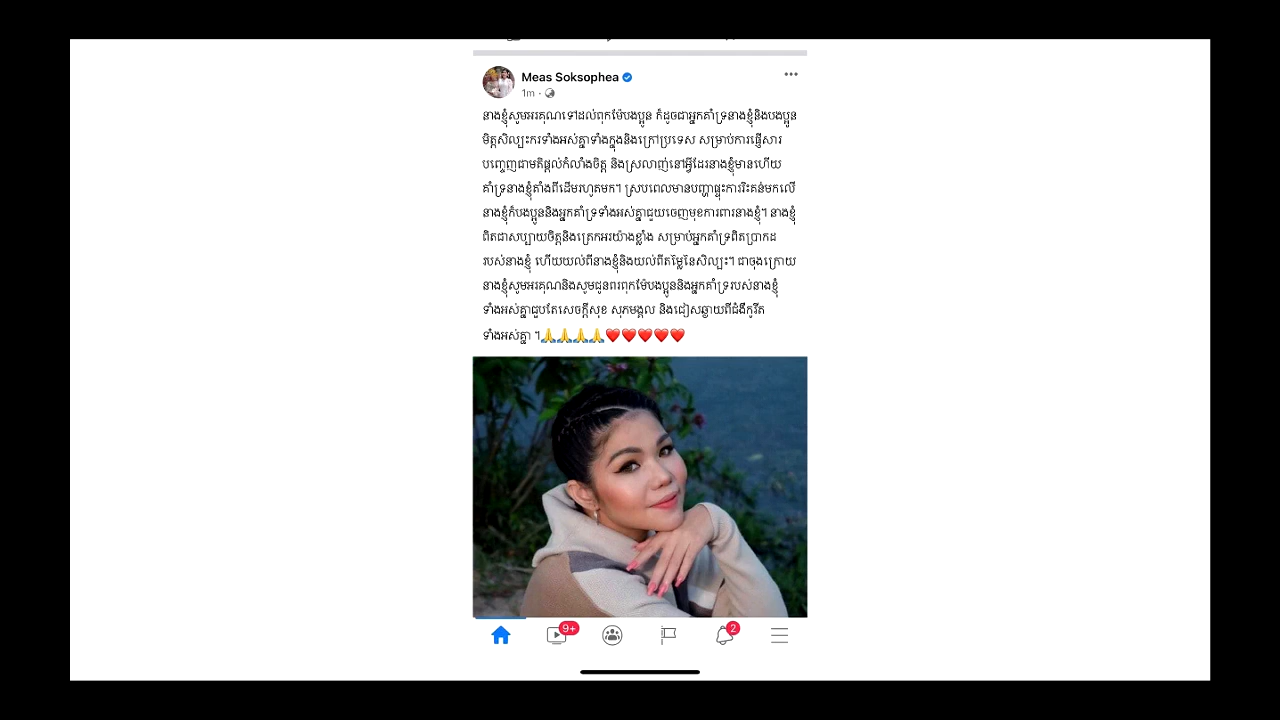 Meas Soksophea
1m ·
នាងខ្ញុំសូមអរគុណទៅដល់ពុកម៉ែបងប្អូន ក៏ដូចជាអ្នកគាំទ្រនាងខ្ញុំនិងបងប្អូន
មិត្តសិល្បះករទាំងអស់គ្នាទាំងក្នុងនិងក្រៅប្រទេស សម្រាប់ការផ្ញើសារ
បញ្ចេញជាមតិផ្ដល់កំលាំងចិត្ត និងស្រលាញ់នៅអ្វីដែរនាងខ្ញុំមានហើយ
គាំទ្រនាងខ្ញុំតាំងពីដើមរហូតមក។ ស្របពេលមានបញ្ហាផ្ទុះការរិះគន់មកលើ
នាងខ្ញុំក៏បងប្អូននិងអ្នកគាំទ្រទាំងអស់គ្នាជួយចេញមុខការពារនាងខ្ញុំ។ នាងខ្ញុំ
ពិតជាសប្បាយចិត្តនិងត្រេកអរយ៉ាងខ្លាំង សម្រាប់អ្នកគាំទ្រពិតប្រាកដ
របស់នាងខ្ញុំ ហើយយល់ពីនាងខ្ញុំនិងយល់ពីតម្លៃនៃសិល្បះ។ ជាចុងក្រោយ
នាងខ្ញុំសូមអរគុណនិងសូមជូនពរពុកម៉ែបងប្អូននិងអ្នកគាំទ្ររបស់នាងខ្ញុំ
ទាំងអស់គ្នាជួបតែសេចក្ដីសុខ សុភមង្គល និងជៀសឆ្ងាយពីជំងឺកូវីត
ទាំងអស់គ្នា ។🙏🙏🙏🙏❤️❤️❤️❤️❤️
9+
2